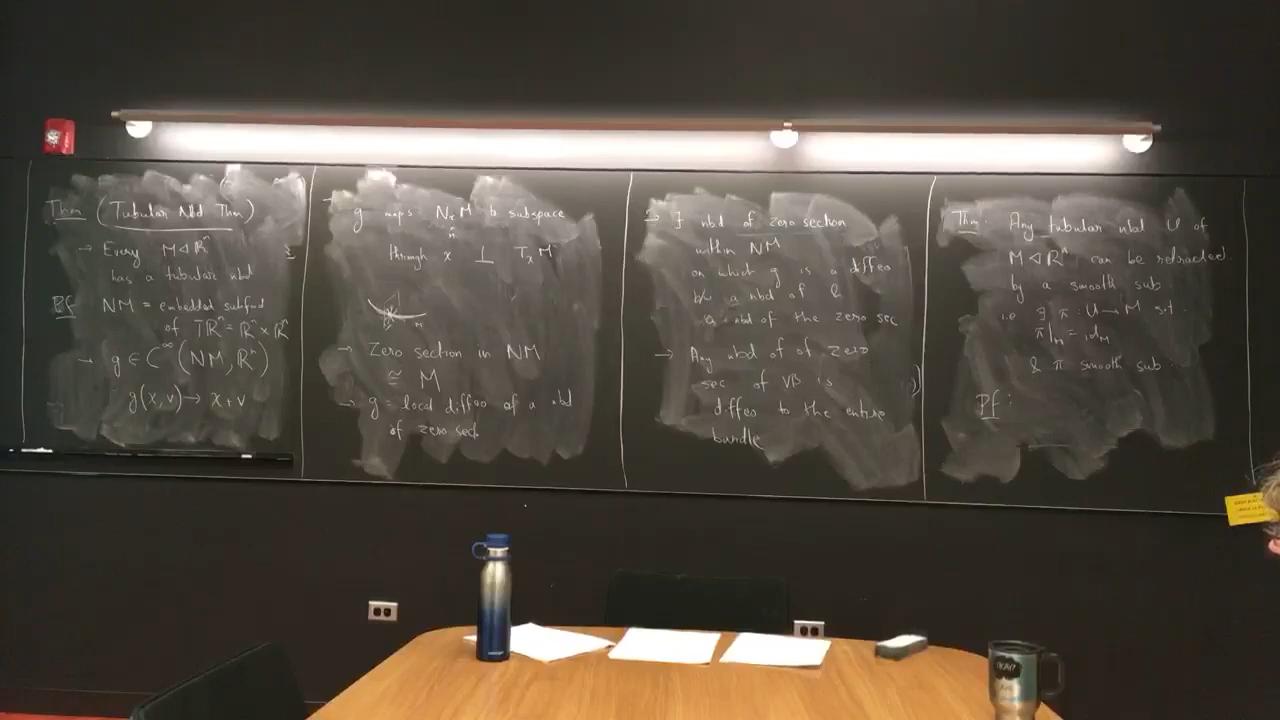 Thm (Tubular Nbd Thm)
→ Every M ⊲ ℝⁿ
has a tubular nbd
Pf NM = embedded submfd
of Tℝⁿ = ℝⁿ × ℝⁿ
→ g ∈ C^∞(NM, ℝⁿ)
g(x, v) → x + v
→ g maps NₓM to subspace
through x ⊥ TₓM
M
→ Zero section in NM
≅ M
→ g = local diffeo of a nbd
of zero sec.
→ ∃ nbd of zero section
within NM
on which g is a diffeo
b/w a nbd of &
a nbd of the zero sec
→ Any nbd of of zero
sec of VB is
diffeo to the entire
bundle
Thm: Any tubular nbd U of
M ⊲ ℝⁿ can be retracted
by a smooth sub.
i.e ∃ π : U → M s.t.
π|_M = id_M
& π smooth sub.
Pf :
OKAY?